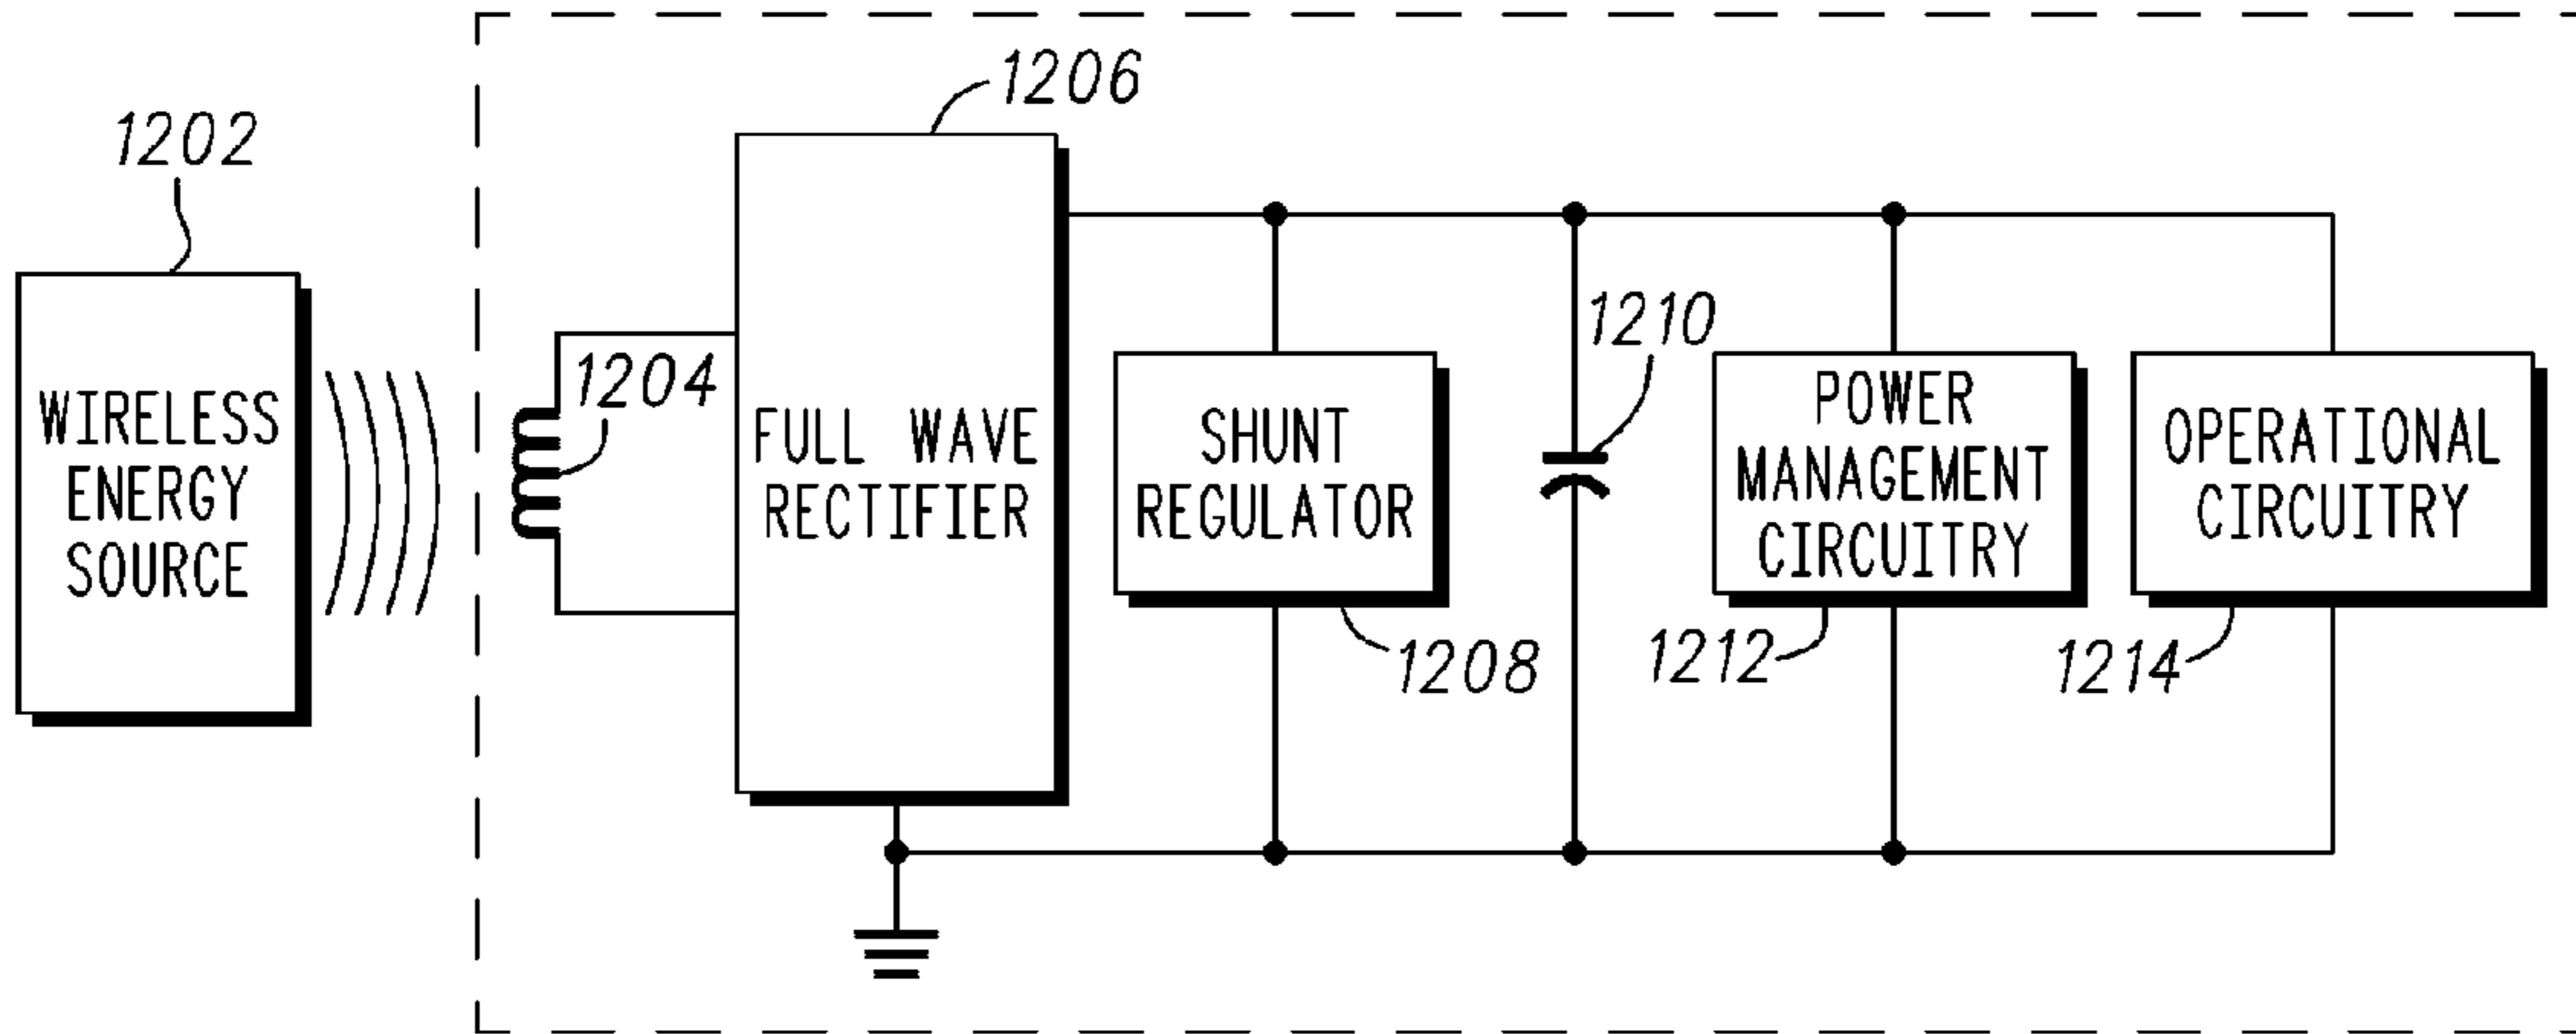 1206
1202
1210
1204
WIRELESS
ENERGY
SOURCE
FULL WAVE
RECTIFIER
SHUNT
REGULATOR
POWER
MANAGEMENT
CIRCUITRY
OPERATIONAL
CIRCUITRY
1208
1212
1214